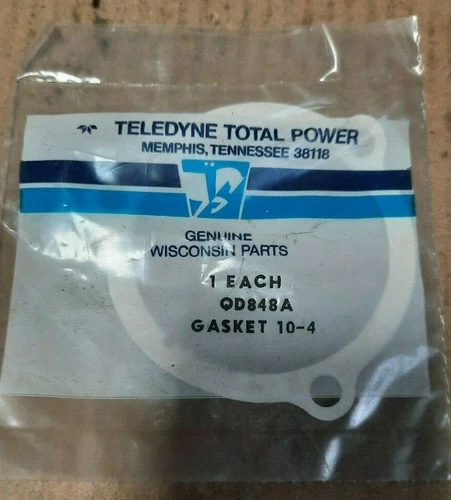 TELEDYNE TOTAL POWER
MEMPHIS, TENNESSEE 38118
GENUINE
WISCONSIN PARTS
1 EACH
QD848A
GASKET 10-4